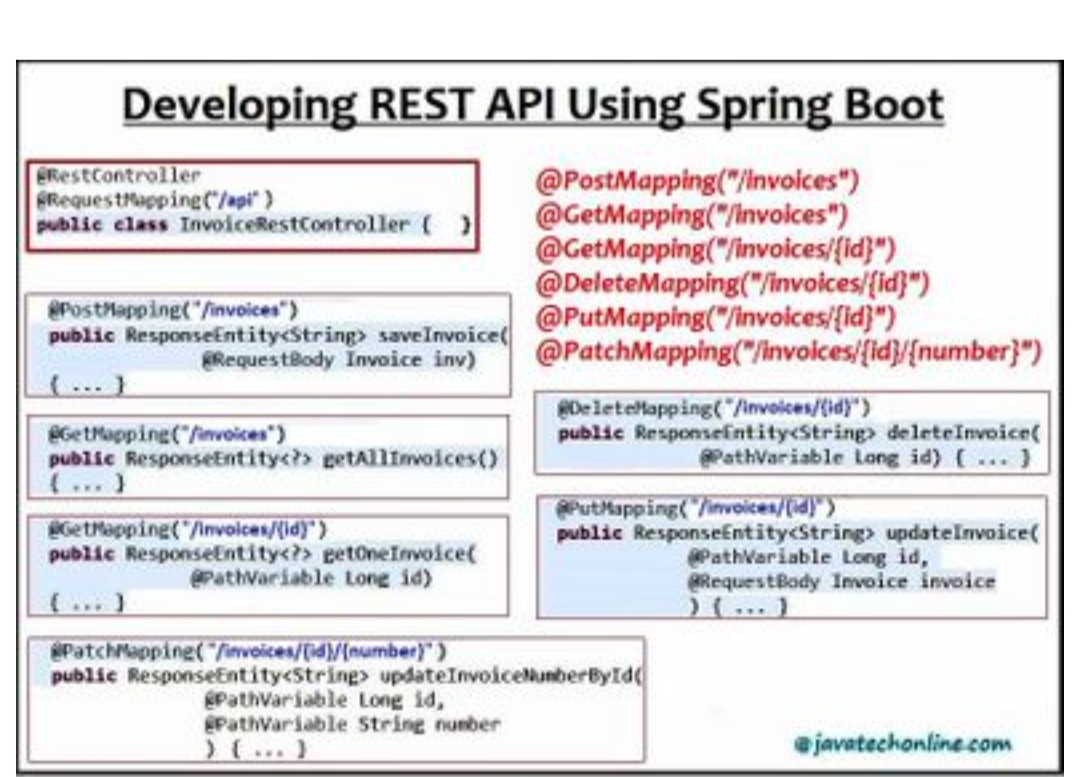 Developing REST API Using Spring Boot
@RestController
@RequestMapping("/api")
public class InvoiceRestController {  }
@PostMapping("/invoices")
public ResponseEntity<String> saveInvoice(
@RequestBody Invoice inv)
{ ... }
@GetMapping("/invoices")
public ResponseEntity<?> getAllInvoices()
{ ... }
@GetMapping("/invoices/{id}")
public ResponseEntity<?> getOneInvoice(
@PathVariable Long id)
{ ... }
@PatchMapping("/invoices/{id}/{number}")
public ResponseEntity<String> updateInvoiceNumberById(
@PathVariable Long id,
@PathVariable String number
) { ... }
@PostMapping("/invoices")
@GetMapping("/invoices")
@GetMapping("/invoices/{id}")
@DeleteMapping("/invoices/{id}")
@PutMapping("/invoices/{id}")
@PatchMapping("/invoices/{id}/{number}")
@DeleteMapping("/invoices/{id}")
public ResponseEntity<String> deleteInvoice(
@PathVariable Long id) { ... }
@PutMapping("/invoices/{id}")
public ResponseEntity<String> updateInvoice(
@PathVariable Long id,
@RequestBody Invoice invoice
) { ... }
@javatechonline.com